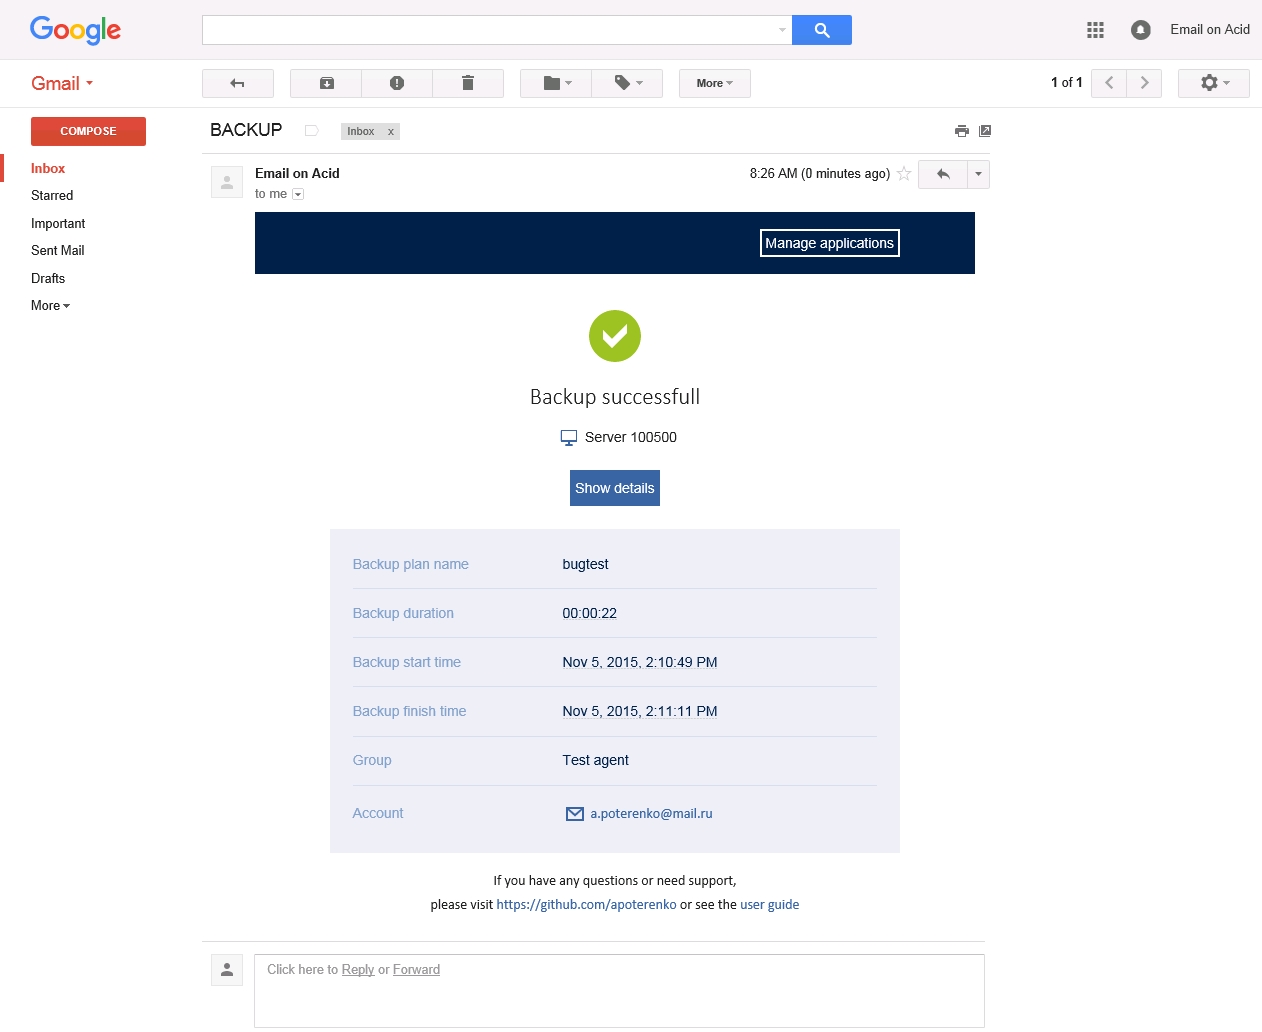 Google
Email on Acid
Gmail
More
1 of 1
COMPOSE
BACKUP
Inbox x
Inbox
Email on Acid
8:26 AM (0 minutes ago)
Starred
to me
Important
Sent Mail
Manage applications
Drafts
More
Backup successfull
Server 100500
Show details
Backup plan name bugtest
Backup duration 00:00:22
Backup start time Nov 5, 2015, 2:10:49 PM
Backup finish time Nov 5, 2015, 2:11:11 PM
Group Test agent
Account a.poterenko@mail.ru
If you have any questions or need support,
please visit https://github.com/apoterenko or see the user guide
Click here to Reply or Forward